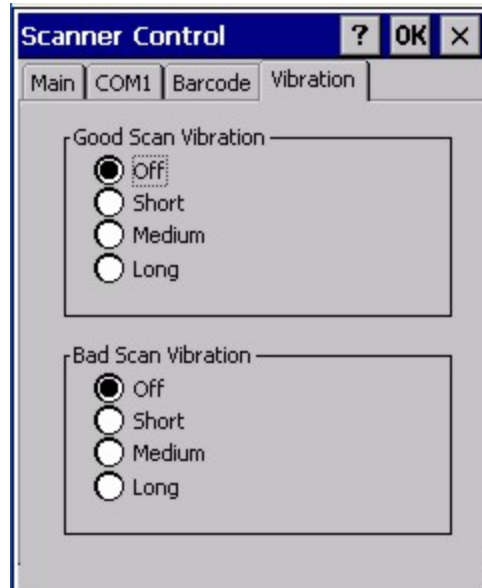 Scanner Control ? OK ×
Main COM1 Barcode Vibration
Good Scan Vibration
Off
Short
Medium
Long
Bad Scan Vibration
Off
Short
Medium
Long